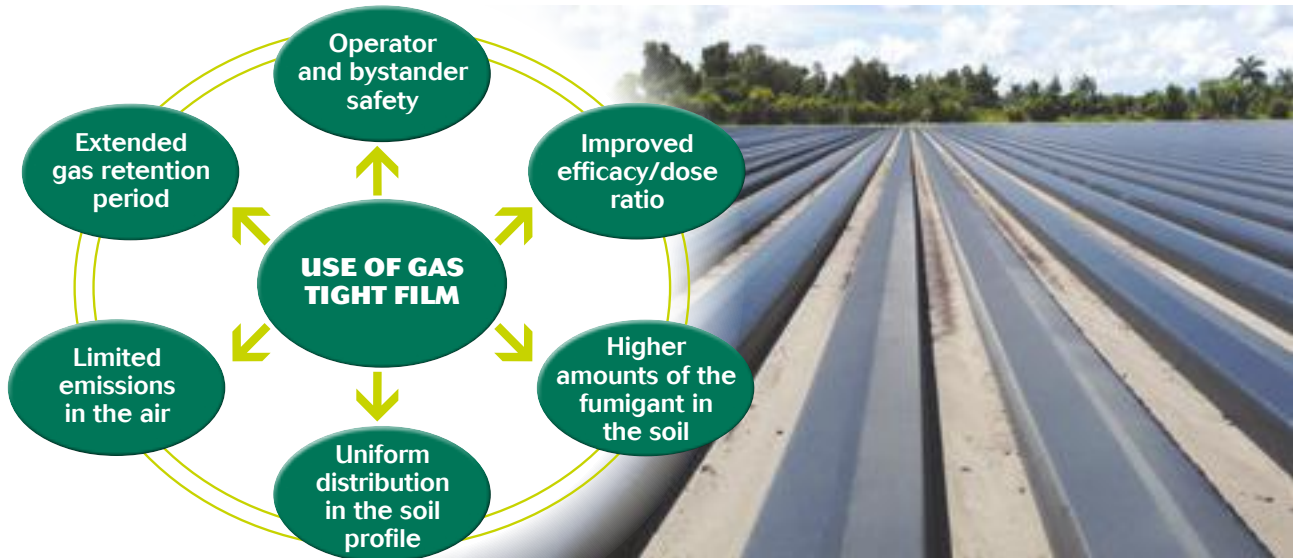 Operator
and bystander
safety
Improved
efficacy/dose
ratio
Higher
amounts of the
fumigant in
the soil
Uniform
distribution
in the soil
profile
Limited
emissions
in the air
Extended
gas retention
period
USE OF GAS
TIGHT FILM